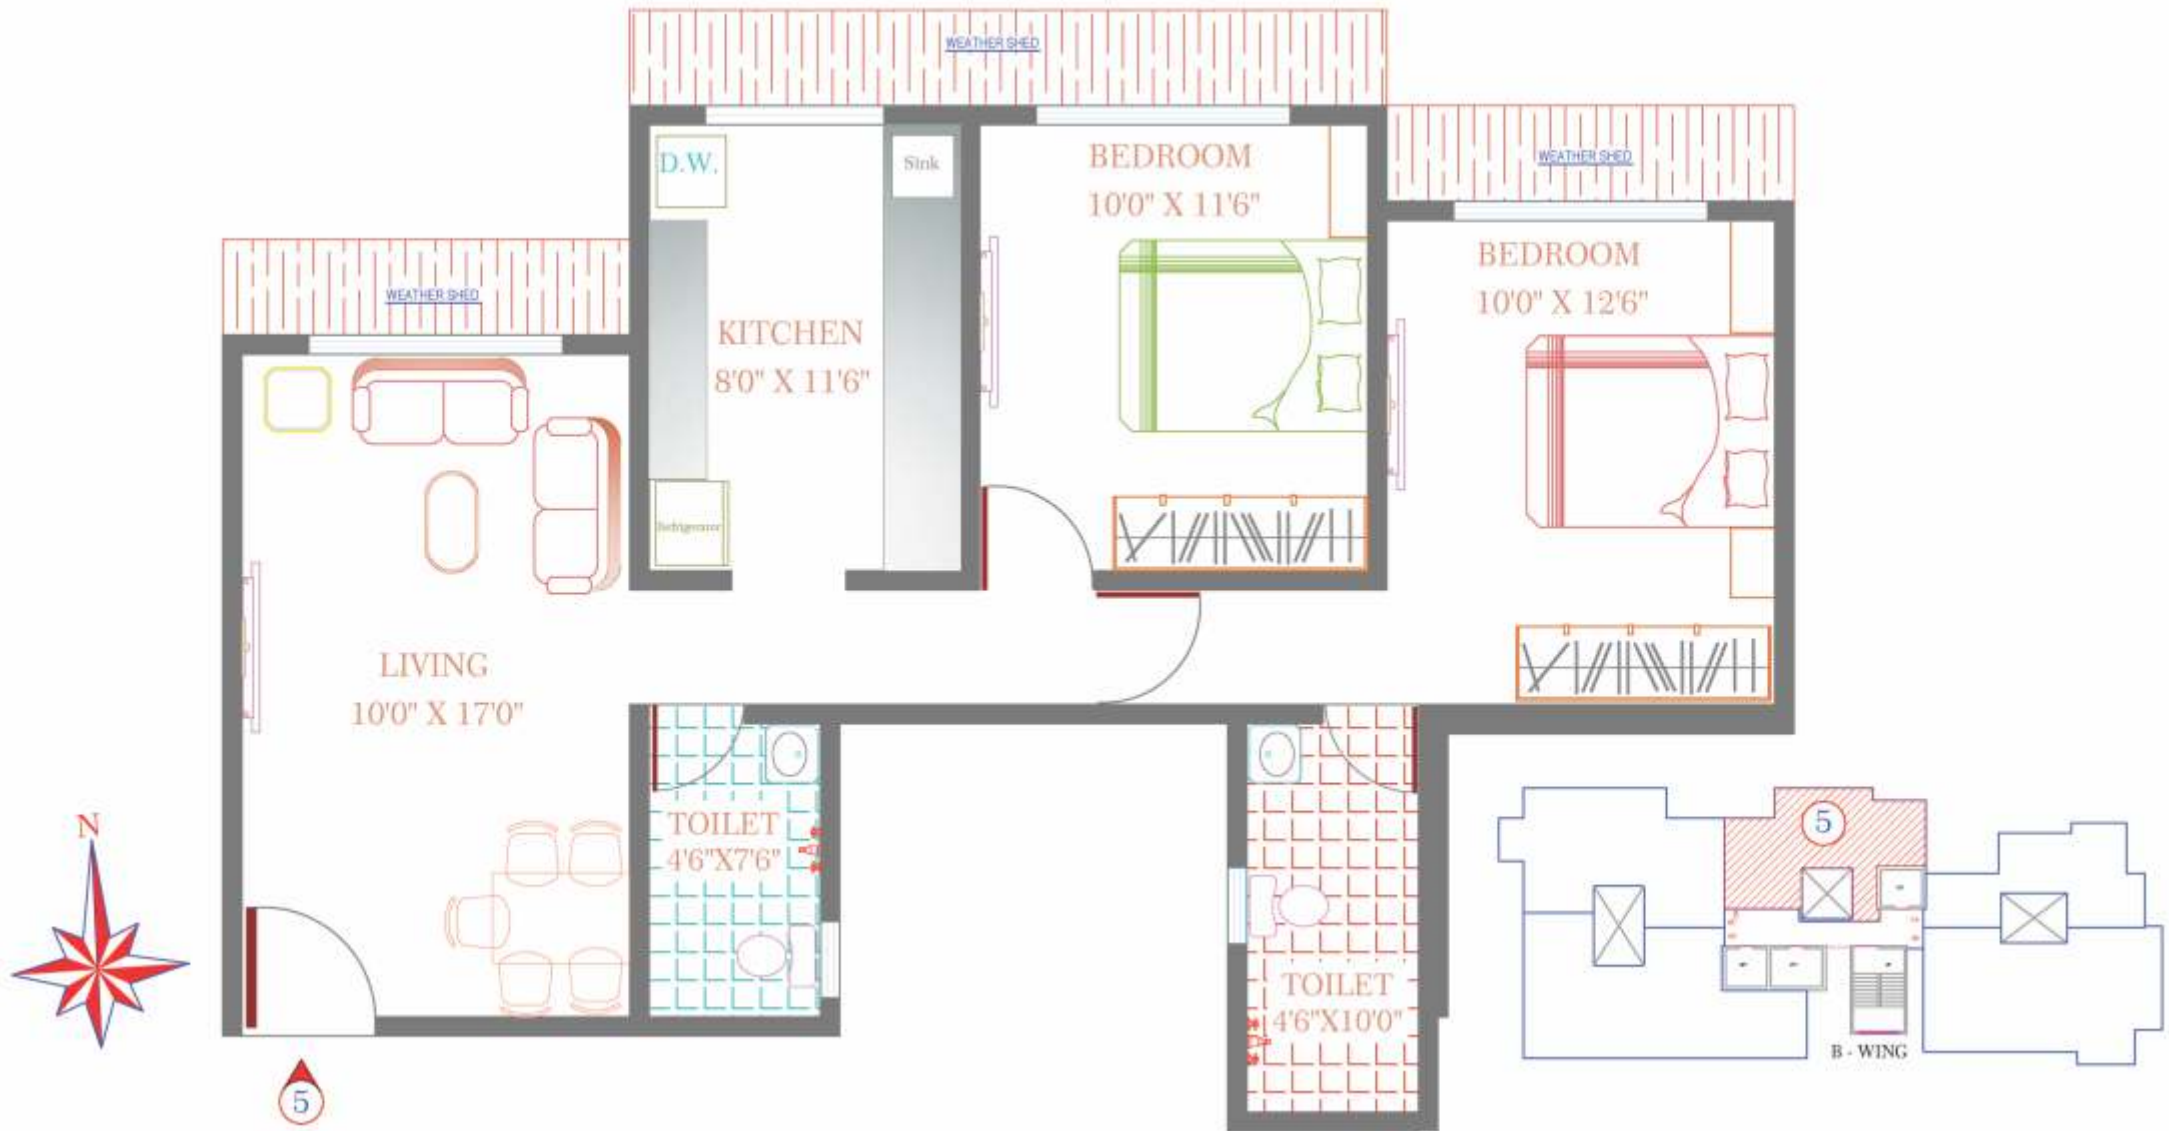 WEATHER SHED
WEATHER SHED
WEATHER SHED
D.W.
Sink
BEDROOM
10'0" X 11'6"
BEDROOM
10'0" X 12'6"
KITCHEN
8'0" X 11'6"
Refrigerator
LIVING
10'0" X 17'0"
TOILET
4'6"X7'6"
TOILET
4'6"X10'0"
N
5
5
B - WING